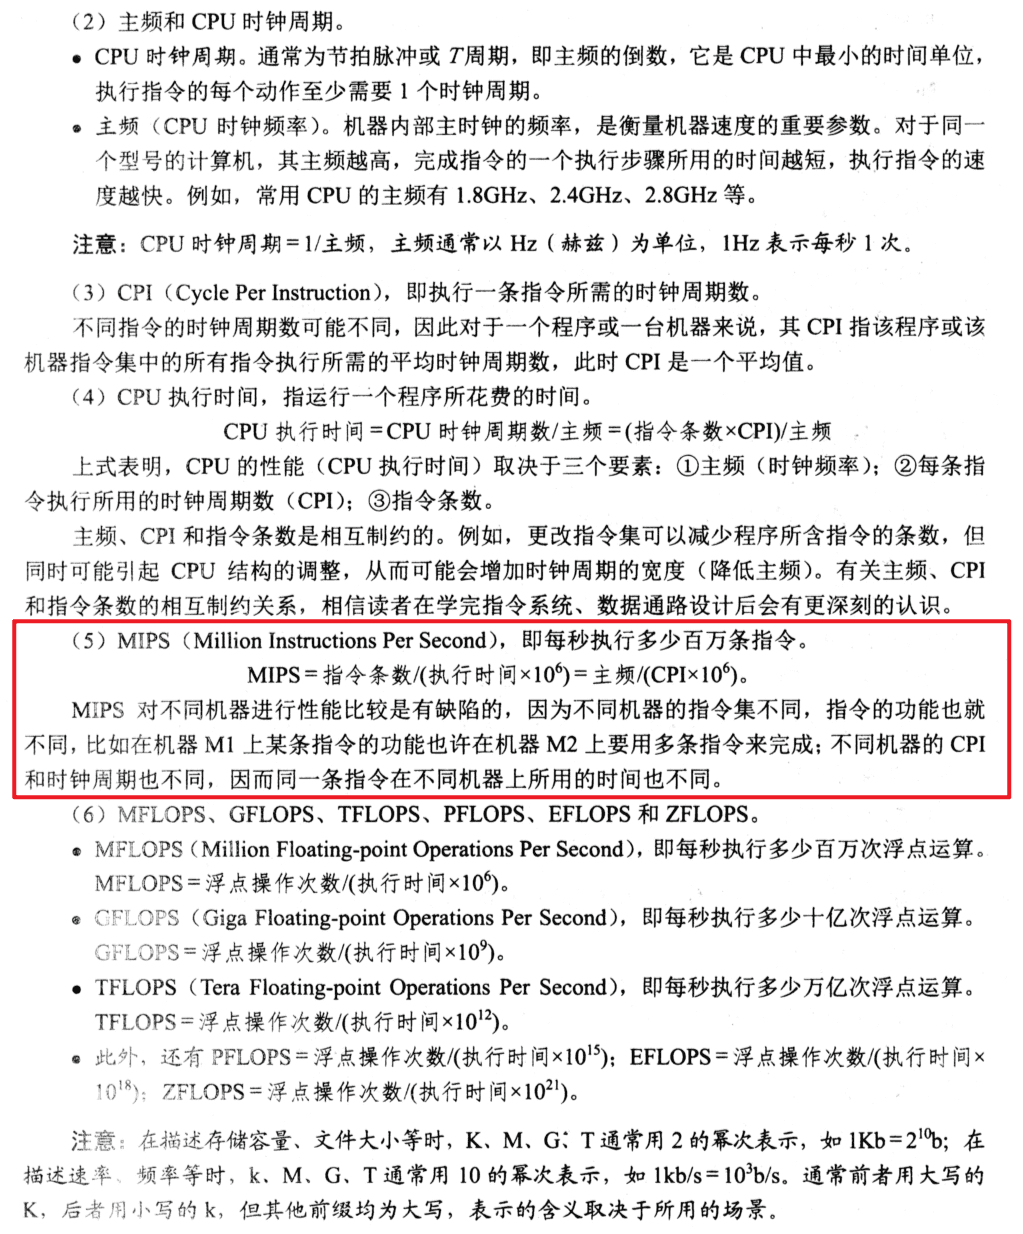 （2）主频和 CPU 时钟周期。
• CPU 时钟周期。通常为节拍脉冲或 T 周期，即主频的倒数，它是 CPU 中最小的时间单位，
执行指令的每个动作至少需要 1 个时钟周期。
• 主频（CPU 时钟频率）。机器内部主时钟的频率，是衡量机器速度的重要参数。对于同一
个型号的计算机，其主频越高，完成指令的一个执行步骤所用的时间越短，执行指令的速
度越快。例如，常用 CPU 的主频有 1.8GHz、2.4GHz、2.8GHz 等。
注意：CPU 时钟周期=1/主频，主频通常以 Hz（赫兹）为单位，1Hz 表示每秒 1 次。
（3）CPI（Cycle Per Instruction），即执行一条指令所需的时钟周期数。
不同指令的时钟周期数可能不同，因此对于一个程序或一台机器来说，其 CPI 指该程序或该
机器指令集中的所有指令执行所需的平均时钟周期数，此时 CPI 是一个平均值。
（4）CPU 执行时间，指运行一个程序所花费的时间。
CPU 执行时间=CPU 时钟周期数/主频=(指令条数×CPI)/主频
上式表明，CPU 的性能（CPU 执行时间）取决于三个要素：①主频（时钟频率）；②每条指
令执行所用的时钟周期数（CPI）；③指令条数。
主频、CPI 和指令条数是相互制约的。例如，更改指令集可以减少程序所含指令的条数，但
同时可能引起 CPU 结构的调整，从而可能会增加时钟周期的宽度（降低主频）。有关主频、CPI
和指令条数的相互制约关系，相信读者在学完指令系统、数据通路设计后会有更深刻的认识。
（5）MIPS（Million Instructions Per Second），即每秒执行多少百万条指令。
MIPS=指令条数/(执行时间×10⁶)=主频/(CPI×10⁶)。
MIPS 对不同机器进行性能比较是有缺陷的，因为不同机器的指令集不同，指令的功能也就
不同，比如在机器 M1 上某条指令的功能也许在机器 M2 上要用多条指令来完成；不同机器的 CPI
和时钟周期也不同，因而同一条指令在不同机器上所用的时间也不同。
（6）MFLOPS、GFLOPS、TFLOPS、PFLOPS、EFLOPS 和 ZFLOPS。
• MFLOPS（Million Floating-point Operations Per Second），即每秒执行多少百万次浮点运算。
MFLOPS=浮点操作次数/(执行时间×10⁶)。
• GFLOPS（Giga Floating-point Operations Per Second），即每秒执行多少十亿次浮点运算。
GFLOPS=浮点操作次数/(执行时间×10⁹)。
• TFLOPS（Tera Floating-point Operations Per Second），即每秒执行多少万亿次浮点运算。
TFLOPS=浮点操作次数/(执行时间×10¹²)。
• 此外，还有 PFLOPS=浮点操作次数/(执行时间×10¹⁵)；EFLOPS=浮点操作次数/(执行时间×
10¹⁸)；ZFLOPS=浮点操作次数/(执行时间×10²¹)。
注意：在描述存储容量、文件大小等时，K、M、G、T 通常用 2 的幂次表示，如 1Kb=2¹⁰b；在
描述速率、频率等时，k、M、G、T 通常用 10 的幂次表示，如 1kb/s=10³b/s。通常前者用大写的
K，后者用小写的 k，但其他前缀均为大写，表示的含义取决于所用的场景。